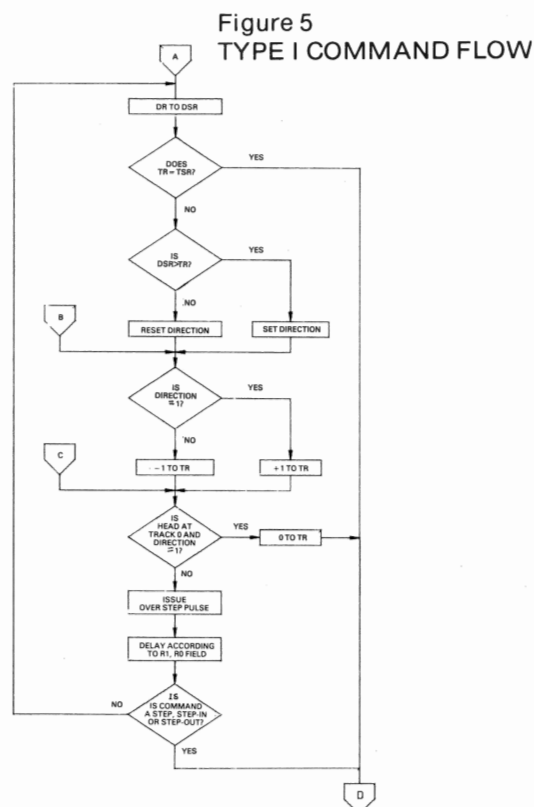 Figure 5
TYPE I COMMAND FLOW
A
DR TO DSR
DOES
TR = TSR?
YES
NO
IS
DSR>TR?
YES
.NO
B
RESET DIRECTION
SET DIRECTION
IS
DIRECTION
= 1?
YES
NO
C
- 1 TO TR
+ 1 TO TR
IS
HEAD AT
TRACK 0 AND
DIRECTION
= 1?
YES
0 TO TR
NO
ISSUE
OVER STEP PULSE
DELAY ACCORDING
TO R1, R0 FIELD
IS
IS COMMAND
A STEP, STEP-IN
OR STEP-OUT?
NO
YES
D